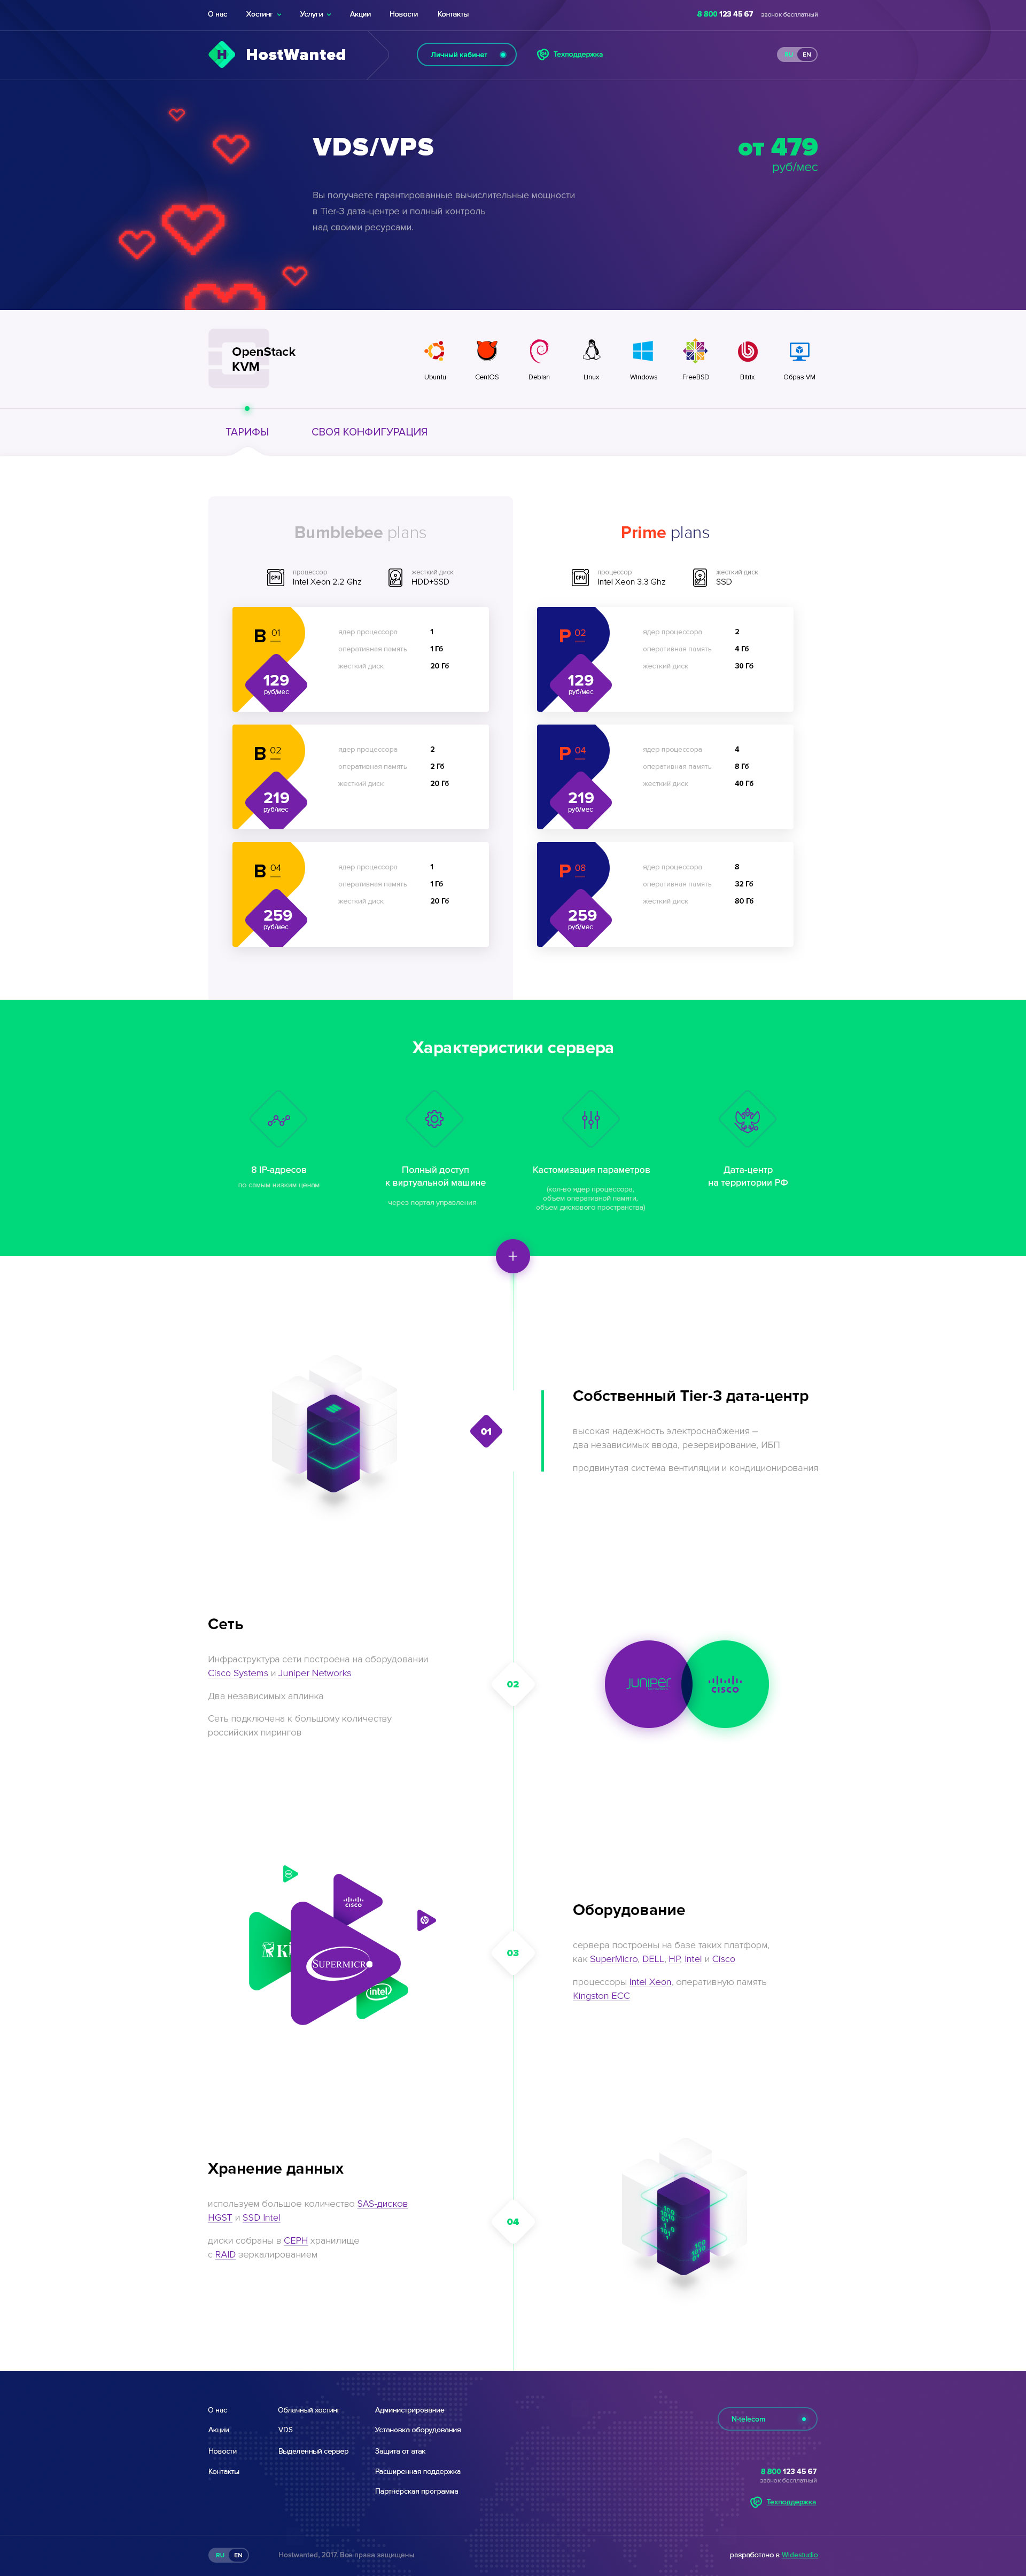 О нас Хостинг Услуги Акции Новости Контакты 8 800 123 45 67 звонок бесплатный
H HostWanted Личный кабинет Техподдержка RU EN
VDS/VPS от 479
руб/мес
Вы получаете гарантированные вычислительные мощности
в Tier-3 дата-центре и полный контроль
над своими ресурсами.
OpenStack
KVM
Ubuntu CentOS Debian Linux Windows FreeBSD Bitrix Образ VM
ТАРИФЫ СВОЯ КОНФИГУРАЦИЯ
Bumblebee plans
CPU процессор жесткий диск
Intel Xeon 2.2 Ghz HDD+SSD
B 01 ядер процессора 1
оперативная память 1 Гб
жесткий диск 20 Гб
129
руб/мес
B 02 ядер процессора 2
оперативная память 2 Гб
жесткий диск 20 Гб
219
руб/мес
B 04 ядер процессора 1
оперативная память 1 Гб
жесткий диск 20 Гб
259
руб/мес
Prime plans
CPU процессор жесткий диск
Intel Xeon 3.3 Ghz SSD
P 02 ядер процессора 2
оперативная память 4 Гб
жесткий диск 30 Гб
129
руб/мес
P 04 ядер процессора 4
оперативная память 8 Гб
жесткий диск 40 Гб
219
руб/мес
P 08 ядер процессора 8
оперативная память 32 Гб
жесткий диск 80 Гб
259
руб/мес
Характеристики сервера
8 IP-адресов
по самым низким ценам
Полный доступ
к виртуальной машине
через портал управления
Кастомизация параметров
(кол-во ядер процессора,
объем оперативной памяти,
объем дискового пространства)
Дата-центр
на территории РФ
+
01
Собственный Tier-3 дата-центр
высокая надежность электроснабжения –
два независимых ввода, резервирование, ИБП
продвинутая система вентиляции и кондиционирования
Сеть
Инфраструктура сети построена на оборудовании
Cisco Systems и Juniper Networks
Два независимых аплинка
Сеть подключена к большому количеству
российских пирингов
02
JUNIPER
CISCO
CISCO
hp
SUPERMICRO
intel
03
Оборудование
сервера построены на базе таких платформ,
как SuperMicro, DELL, HP, Intel и Cisco
процессоры Intel Xeon, оперативную память
Kingston ECC
Хранение данных
используем большое количество SAS-дисков
HGST и SSD Intel
диски собраны в CEPH хранилище
с RAID зеркалированием
04
О нас Облачный хостинг Администрирование
Акции VDS Установка оборудования
Новости Выделенный сервер Защита от атак
Контакты Расширенная поддержка
Партнерская программа
N-telecom
8 800 123 45 67
звонок бесплатный
Техподдержка
RU EN Hostwanted, 2017. Все права защищены разработано в Widestudio